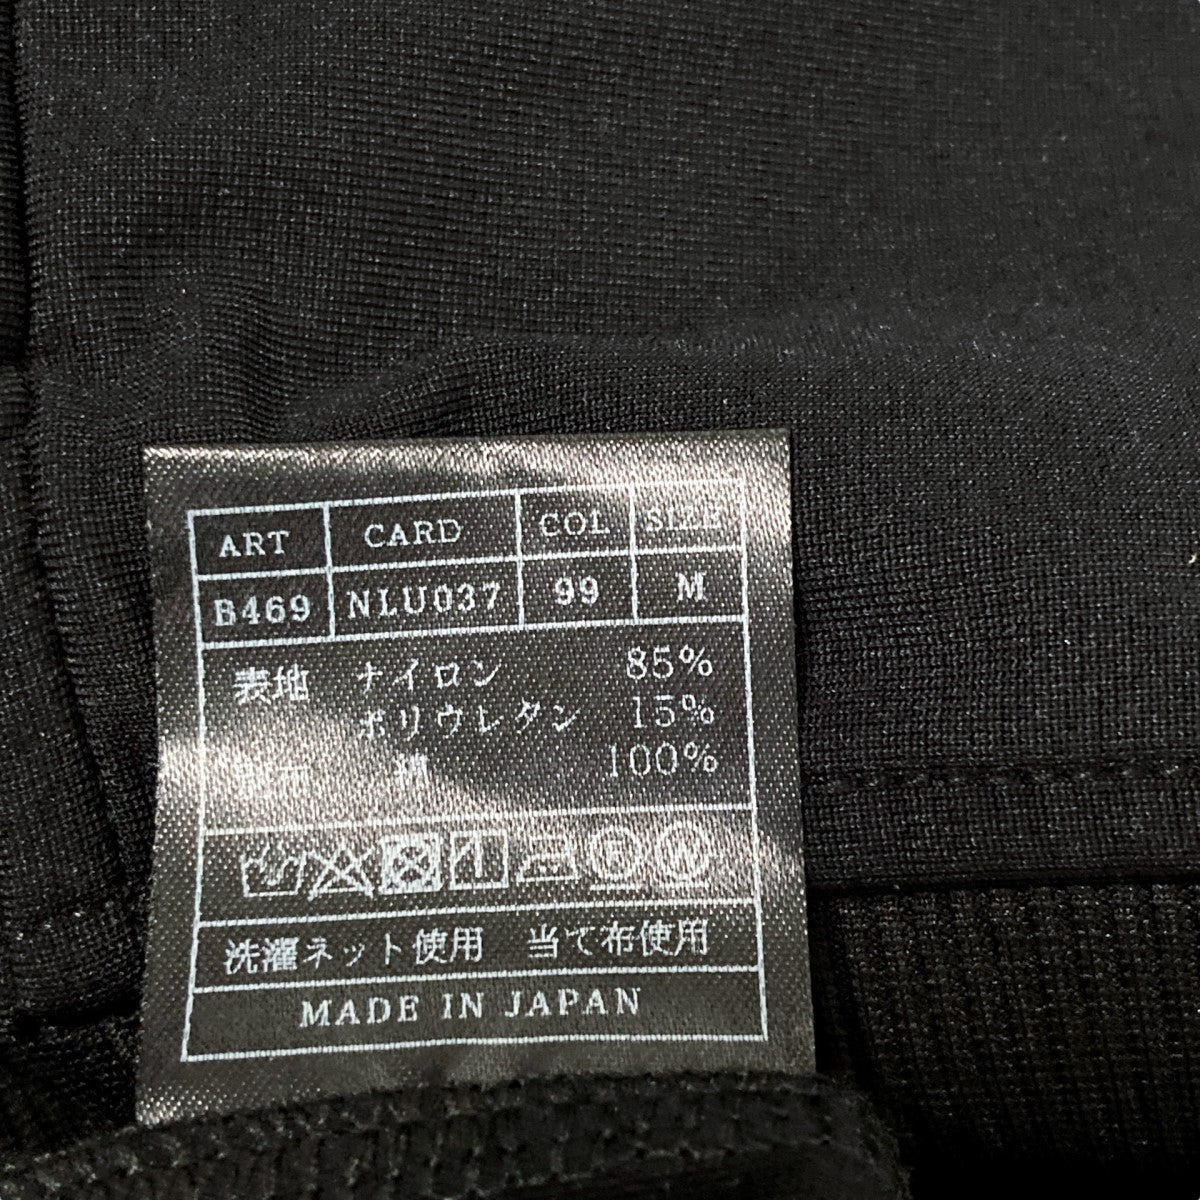 ART CARD COL SIZE
B469 NLU037 99 M
表地 ナイロン 85%
ポリウレタン 15%
綿 100%
洗濯ネット使用 当て布使用
MADE IN JAPAN